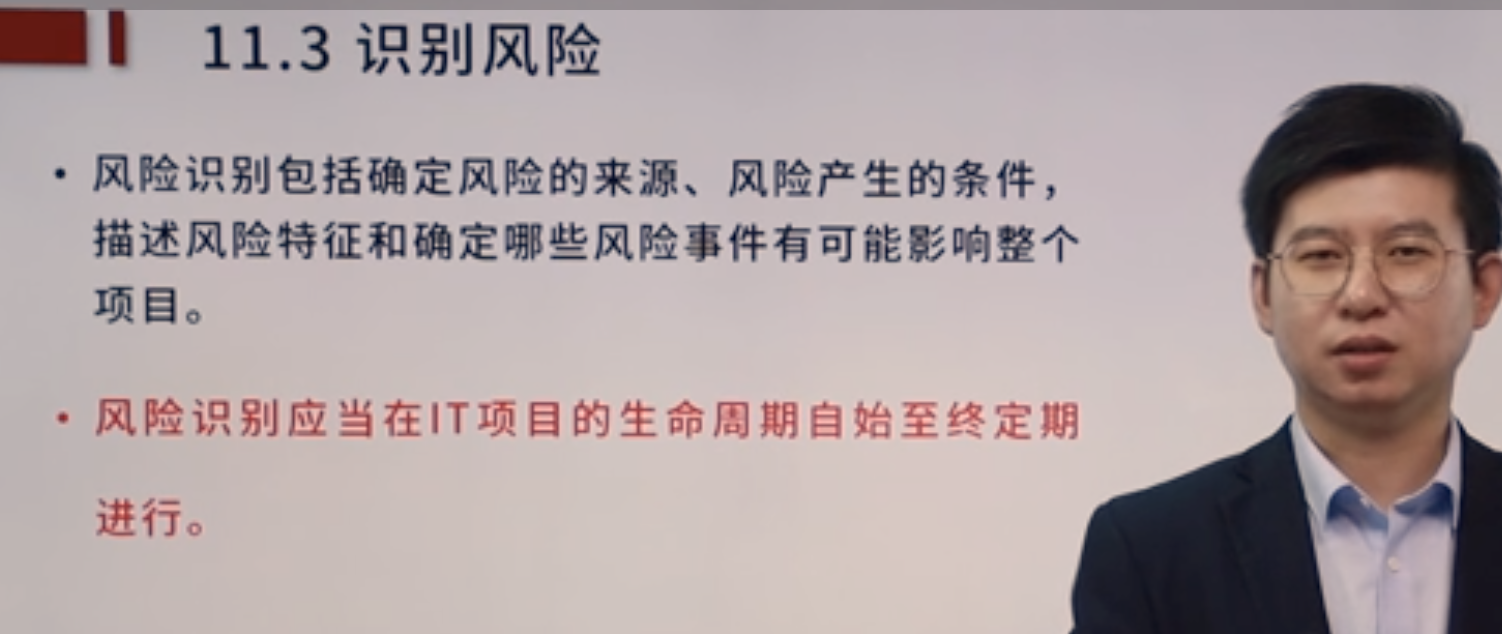 11.3 识别风险
• 风险识别包括确定风险的来源、风险产生的条件，
描述风险特征和确定哪些风险事件有可能影响整个
项目。
• 风险识别应当在IT项目的生命周期自始至终定期
进行。